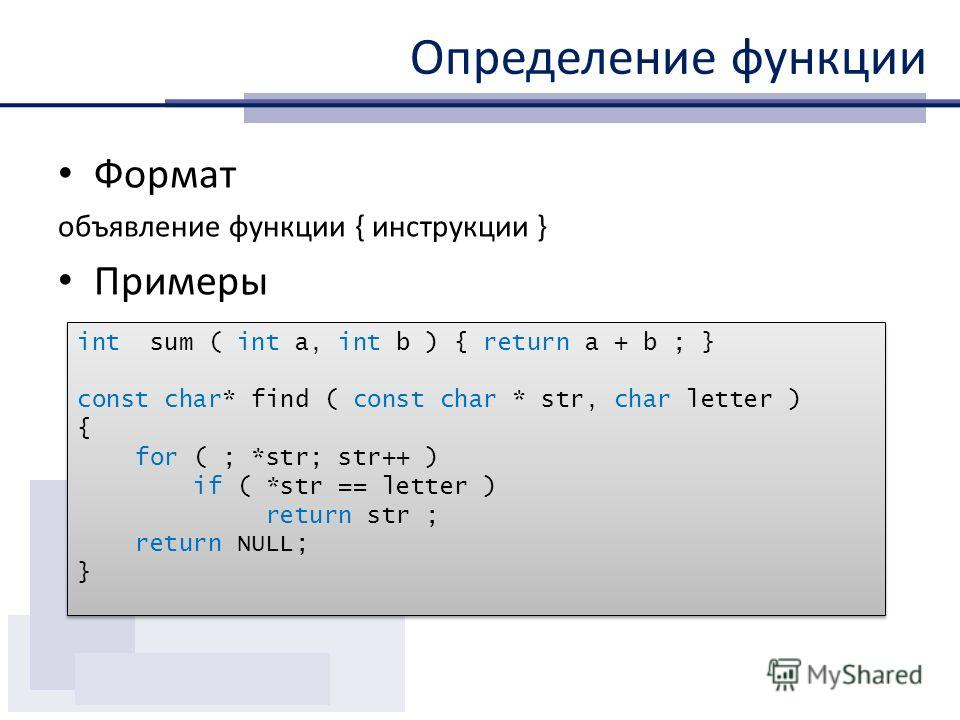 Определение функции
• Формат
объявление функции { инструкции }
• Примеры
int  sum ( int a, int b ) { return a + b ; }
const char* find ( const char * str, char letter )
{
    for ( ; *str; str++ )
        if ( *str == letter )
             return str ;
    return NULL;
}
MyShared